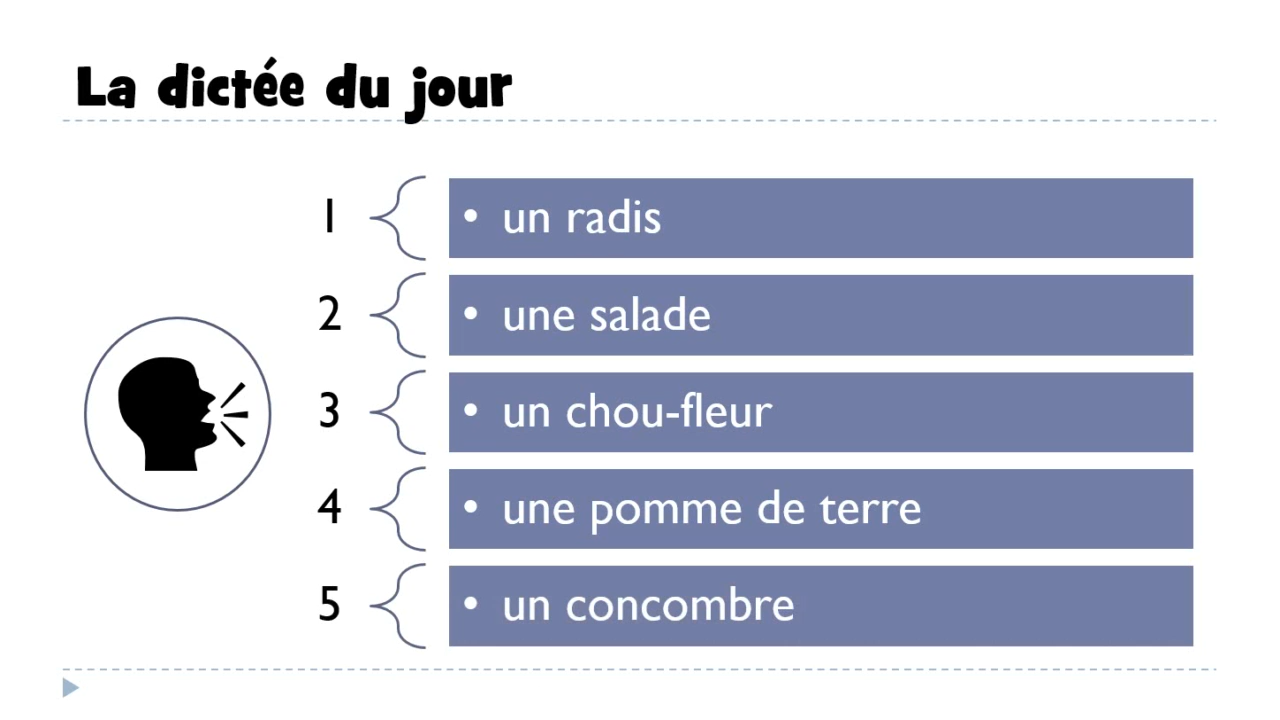 La dictée du jour
1 • un radis
2 • une salade
3 • un chou-fleur
4 • une pomme de terre
5 • un concombre